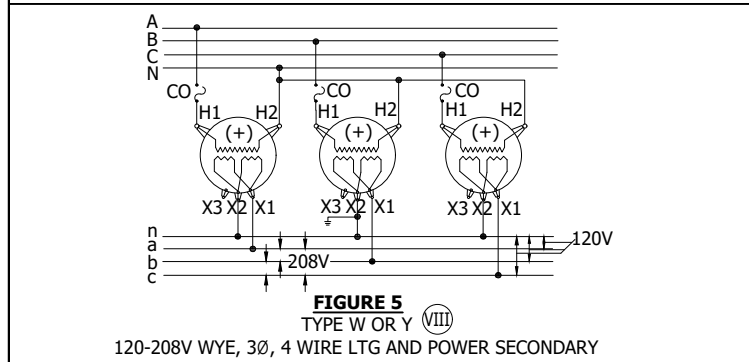 A
B
C
N
CO CO CO
H1 H2 H1 H2 H1 H2
(+) (+) (+)
X3 X2 X1 X3 X2 X1 X3 X2 X1
n
a
b
c
208V
120V
FIGURE 5
TYPE W OR Y VIII
120-208V WYE, 3Ø, 4 WIRE LTG AND POWER SECONDARY